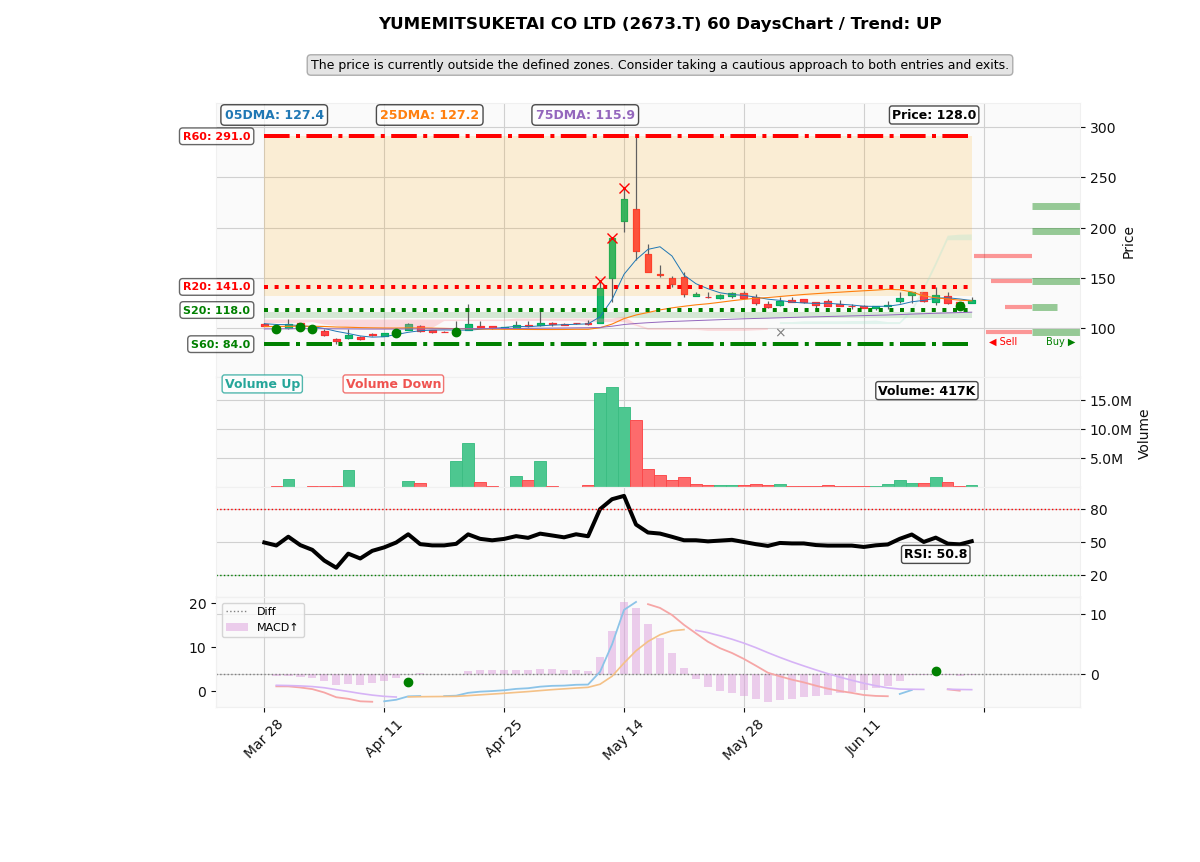 YUMEMITSUKETAI CO LTD (2673.T) 60 DaysChart / Trend: UP
The price is currently outside the defined zones. Consider taking a cautious approach to both entries and exits.
05DMA: 127.4
25DMA: 127.2
75DMA: 115.9
Price: 128.0
R60: 291.0
R20: 141.0
S20: 118.0
S60: 84.0
300
250
200
150
100
Price
◀ Sell
Buy ▶
Volume Up
Volume Down
Volume: 417K
15.0M
10.0M
5.0M
Volume
80
50
20
RSI: 50.8
Diff
MACD↑
20
10
0
10
0
Mar 28
Apr 11
Apr 25
May 14
May 28
Jun 11